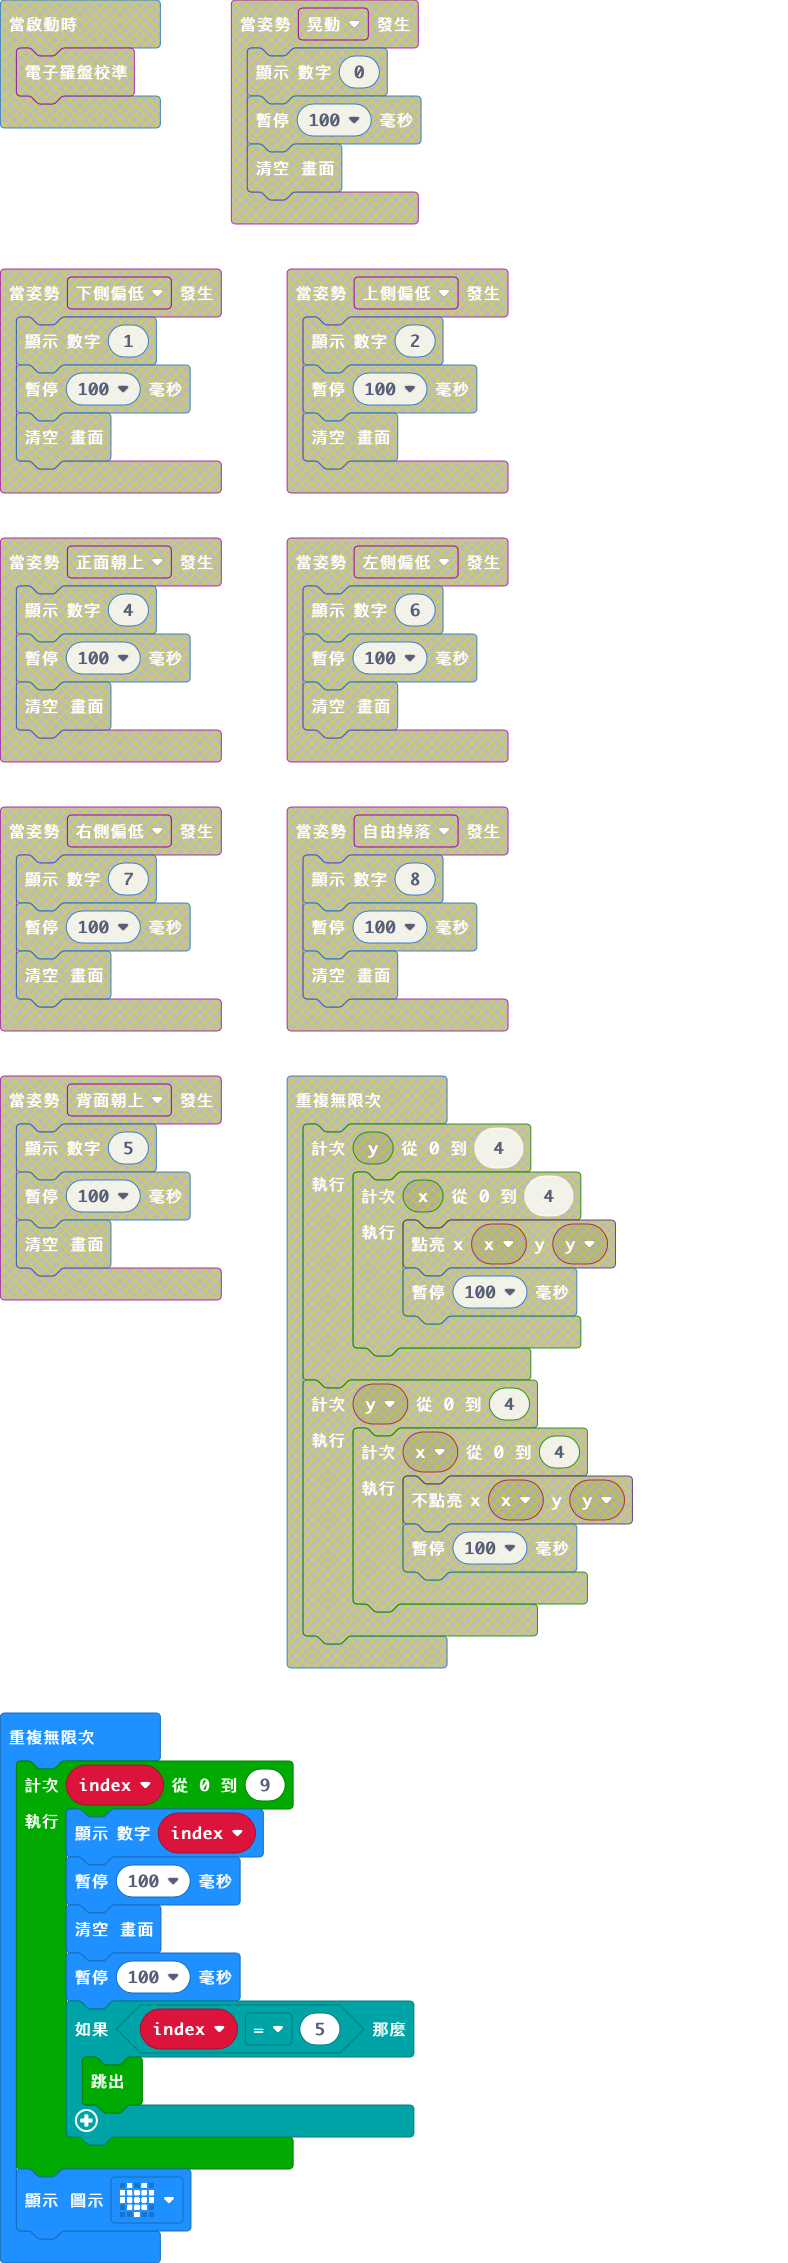 當啟動時
電子羅盤校準
當姿勢 晃動 發生
顯示 數字 0
暫停 100 毫秒
清空 畫面
當姿勢 下側偏低 發生
顯示 數字 1
暫停 100 毫秒
清空 畫面
當姿勢 上側偏低 發生
顯示 數字 2
暫停 100 毫秒
清空 畫面
當姿勢 正面朝上 發生
顯示 數字 4
暫停 100 毫秒
清空 畫面
當姿勢 左側偏低 發生
顯示 數字 6
暫停 100 毫秒
清空 畫面
當姿勢 右側偏低 發生
顯示 數字 7
暫停 100 毫秒
清空 畫面
當姿勢 自由掉落 發生
顯示 數字 8
暫停 100 毫秒
清空 畫面
當姿勢 背面朝上 發生
顯示 數字 5
暫停 100 毫秒
清空 畫面
重複無限次
計次 y 從 0 到 4
執行
計次 x 從 0 到 4
執行
點亮 x x y y
暫停 100 毫秒
計次 y 從 0 到 4
執行
計次 x 從 0 到 4
執行
不點亮 x x y y
暫停 100 毫秒
重複無限次
計次 index 從 0 到 9
執行
顯示 數字 index
暫停 100 毫秒
清空 畫面
暫停 100 毫秒
如果 index = 5 那麼
跳出
顯示 圖示